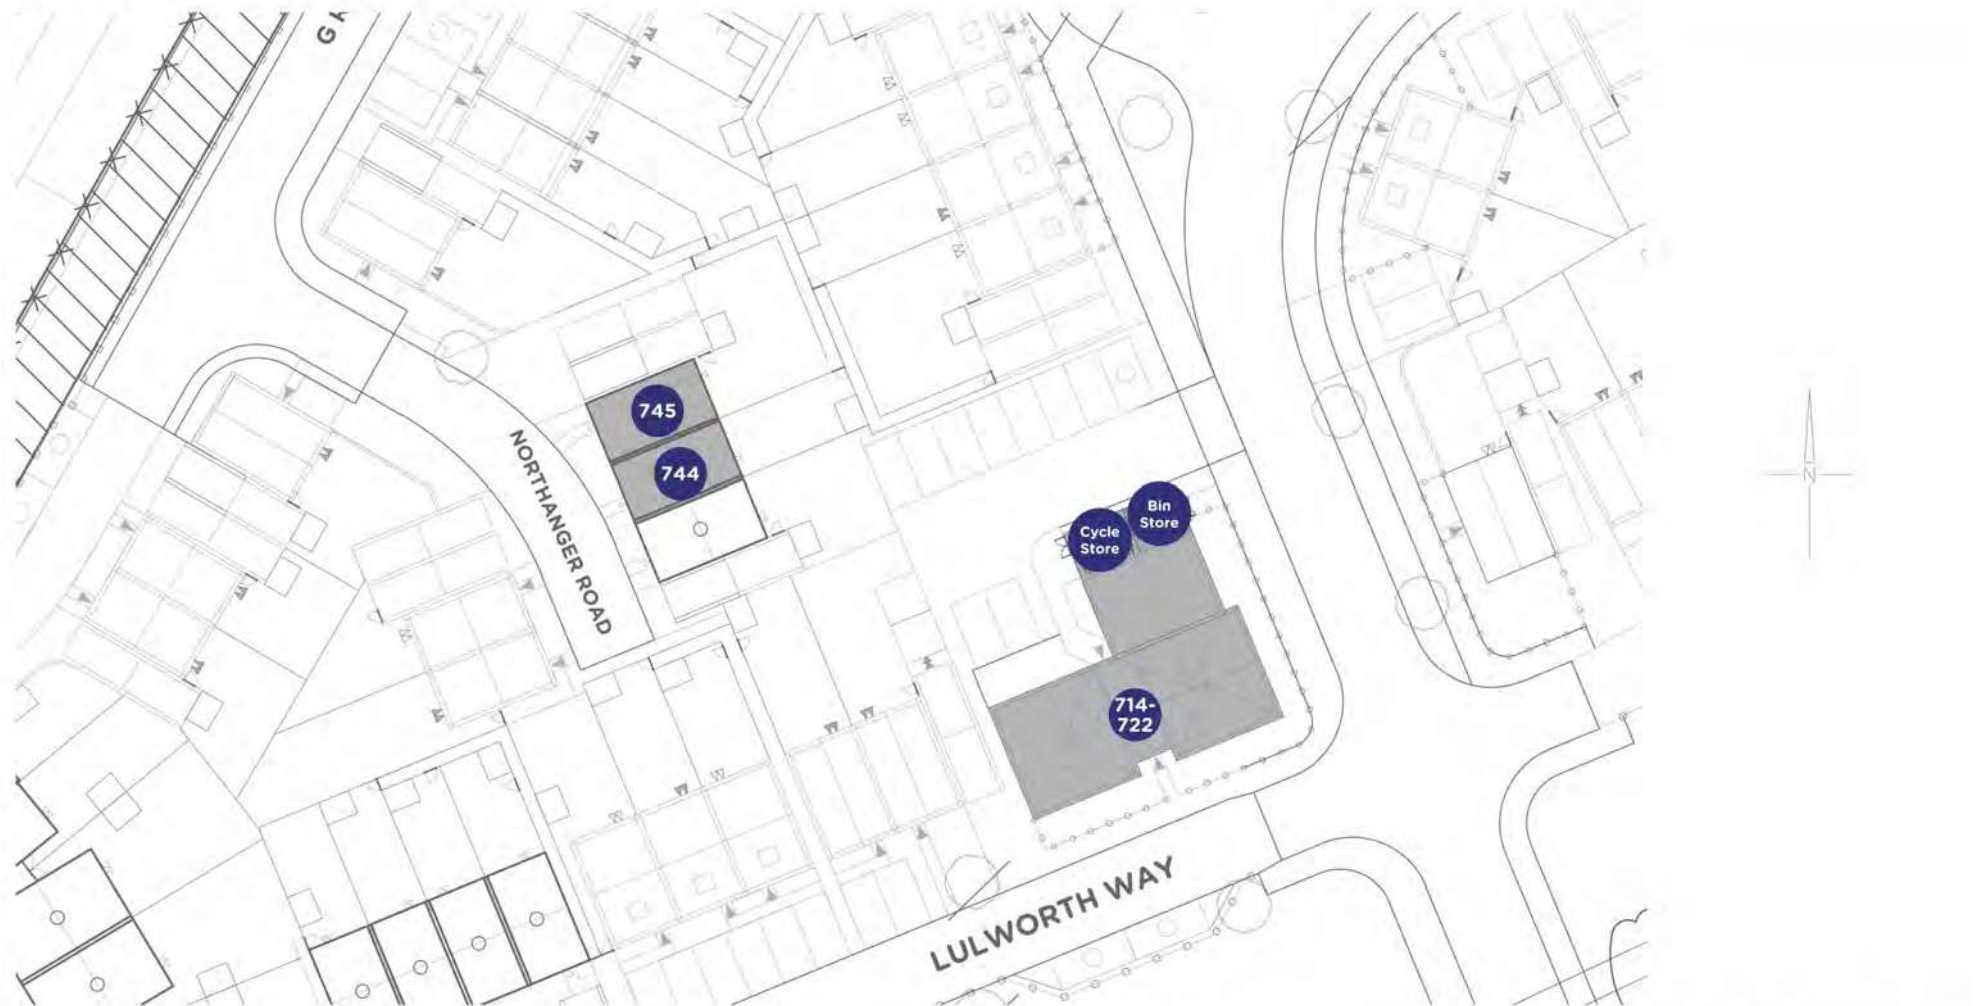 745
744
NORTHANGER ROAD
Cycle
Store
Bin
Store
714-
722
LULWORTH WAY
N